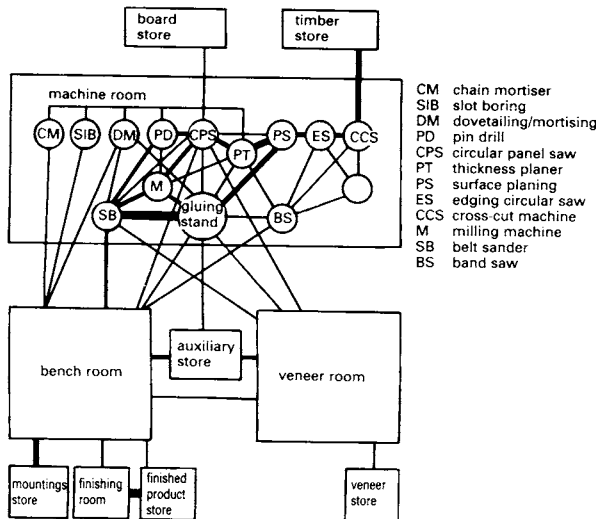 board
store
timber
store
machine room
CM
SIB
DM
PD
CPS
PT
PS
ES
CCS
M
gluing
stand
SB
BS
CM chain mortiser
SIB slot boring
DM dovetailing/mortising
PD pin drill
CPS circular panel saw
PT thickness planer
PS surface planing
ES edging circular saw
CCS cross-cut machine
M milling machine
SB belt sander
BS band saw
bench room
auxiliary
store
veneer room
mountings
store
finishing
room
finished
product
store
veneer
store